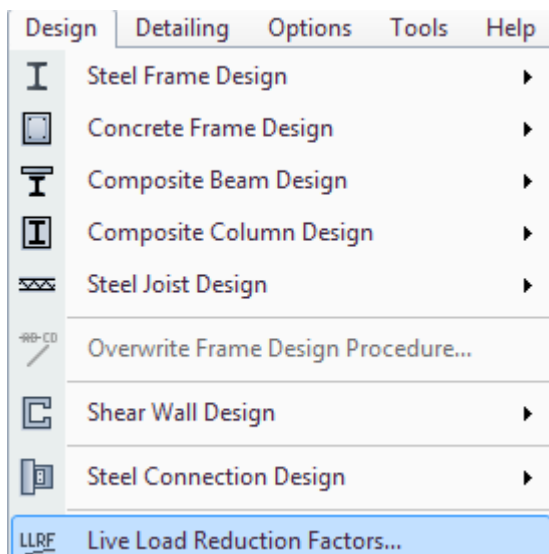 Design Detailing Options Tools Help
Steel Frame Design
Concrete Frame Design
Composite Beam Design
Composite Column Design
Steel Joist Design
Overwrite Frame Design Procedure...
Shear Wall Design
Steel Connection Design
LLRF Live Load Reduction Factors...